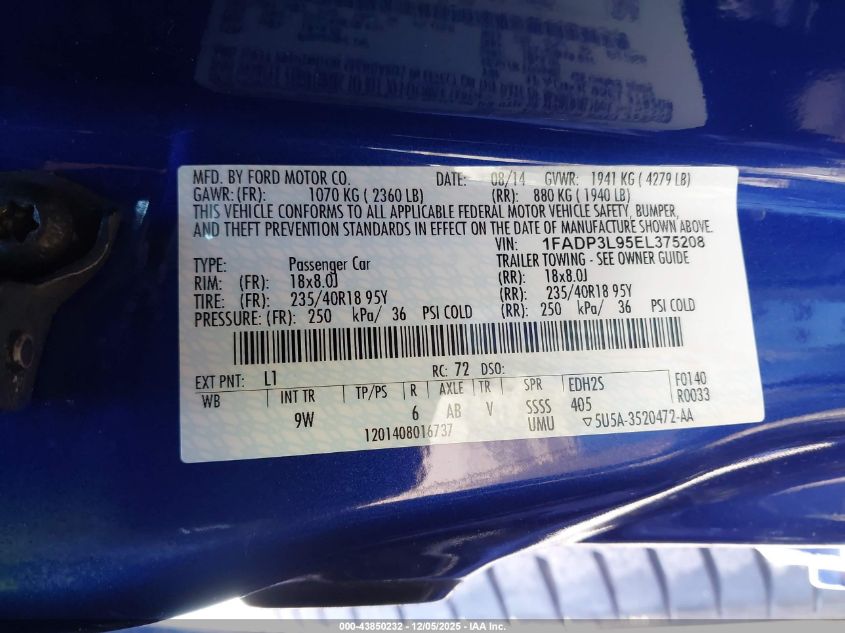 MFD. BY FORD MOTOR CO. DATE: 08/14 GVWR: 1941 KG ( 4279 LB)
GAWR:(FR): 1070 KG ( 2360 LB) (RR): 880 KG ( 1940 LB)
THIS VEHICLE CONFORMS TO ALL APPLICABLE FEDERAL MOTOR VEHICLE SAFETY, BUMPER,
AND THEFT PREVENTION STANDARDS IN EFFECT ON THE DATE OF MANUFACTURE SHOWN ABOVE.
VIN: 1FADP3L95EL375208
TYPE: Passenger Car TRAILER TOWING - SEE OWNER GUIDE
RIM: (FR): 18x8.0J (RR): 18x8.0J
TIRE: (FR): 235/40R18 95Y (RR): 235/40R18 95Y
PRESSURE: (FR): 250 kPa/ 36 PSI COLD (RR): 250 kPa/ 36 PSI COLD
EXT PNT: L1 RC: 72 DSO:
WB INT TR TP/PS R AXLE TR SPR EDH2S F0140
9W 6 AB V SSSS 405 R0033
UMU ▽5U5A-3520472-AA
1201408016737
000-43850232 - 12/05/2025 - IAA Inc.